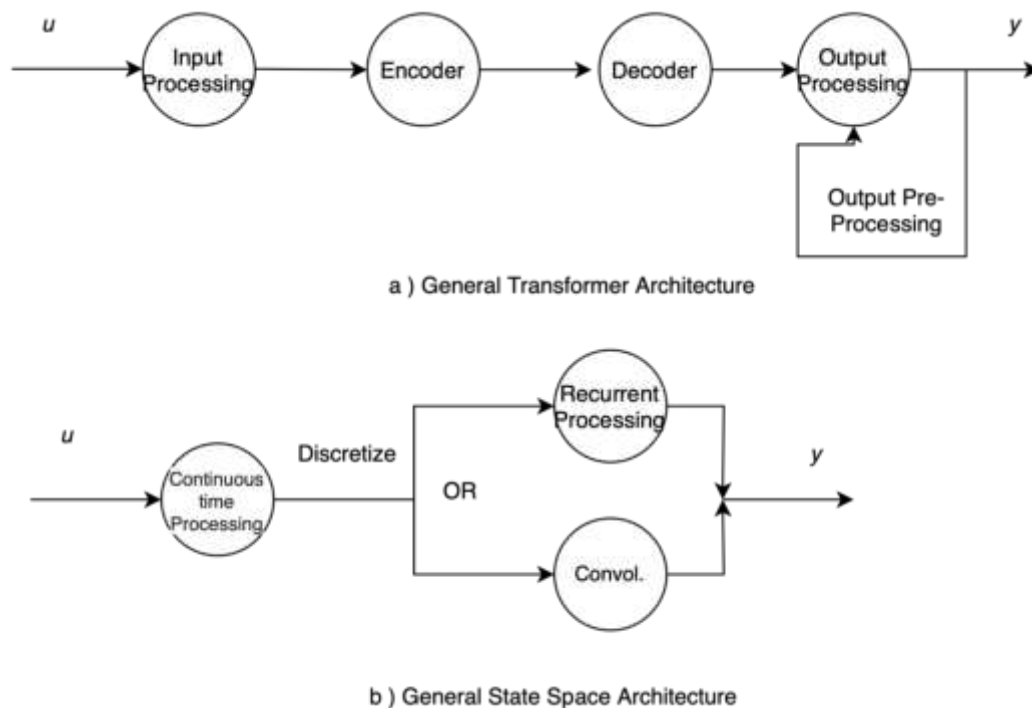 u
y
Input
Processing
Encoder
Decoder
Output
Processing
Output Pre-
Processing
a ) General Transformer Architecture
Recurrent
Processing
u
Discretize
y
Continuous
time
Processing
OR
Convol.
b ) General State Space Architecture